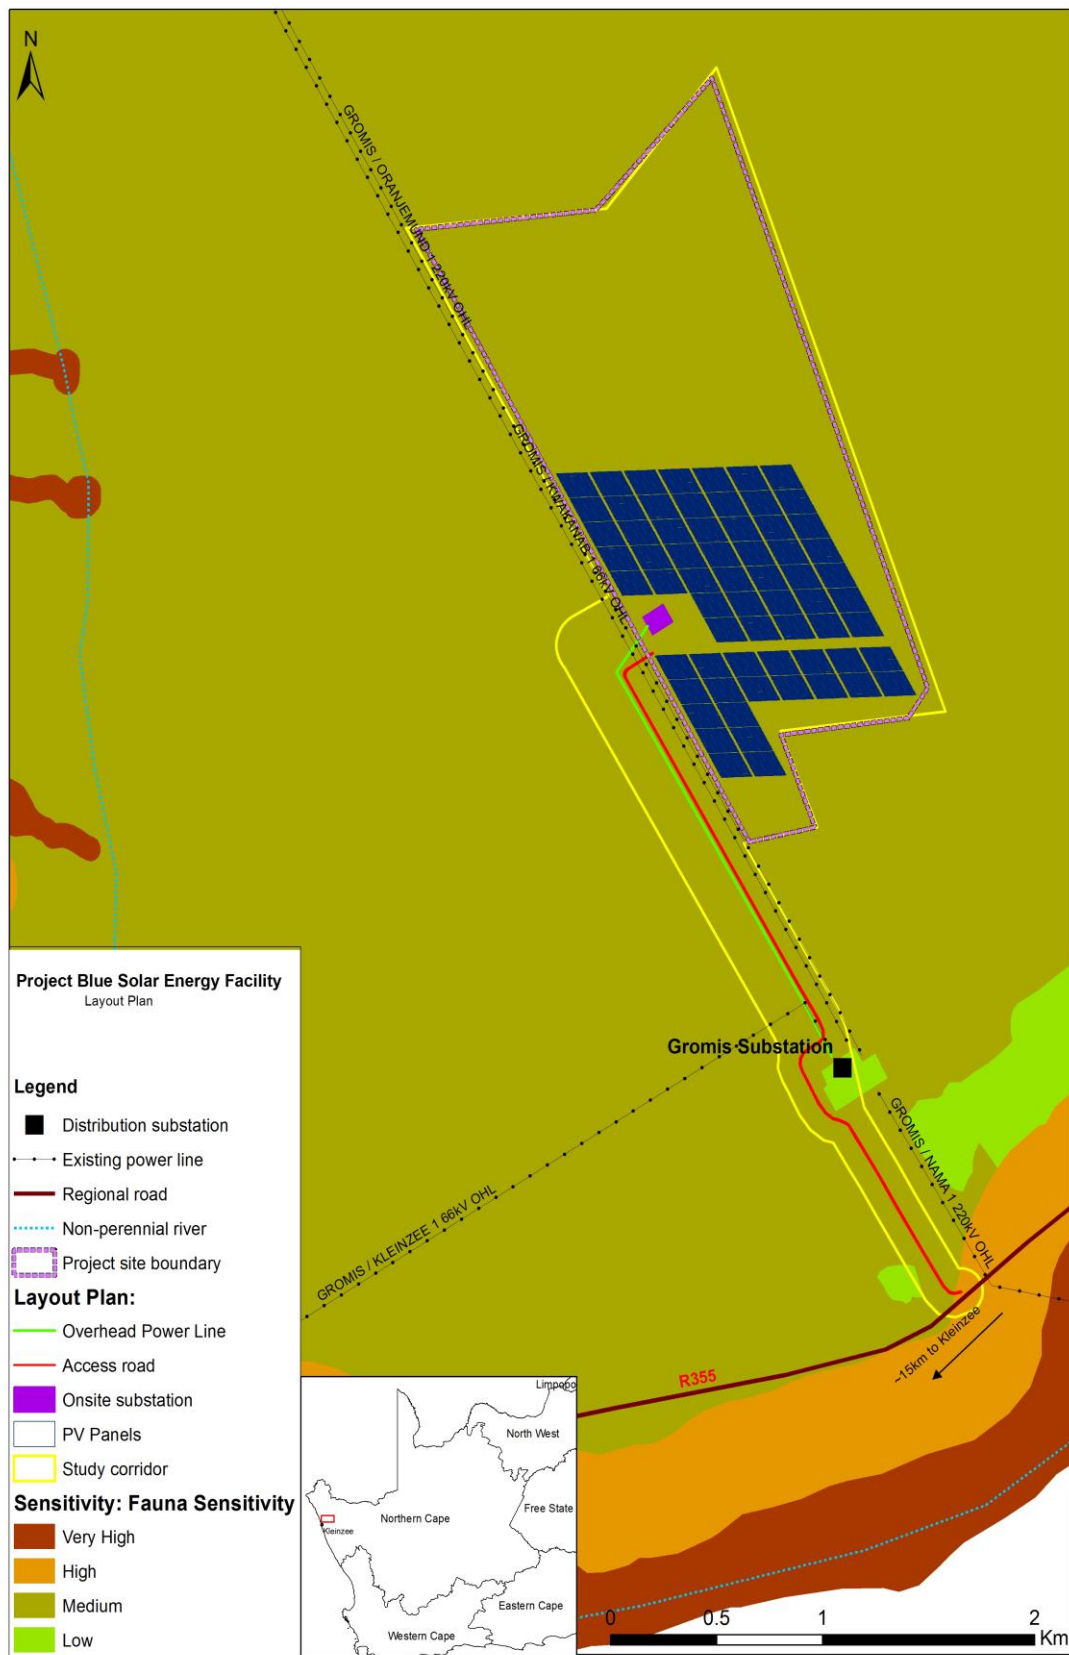 N
GROMIS / ORANJEMUND 1 220kV OHL
GROMIS / KWAKANAB 1 66kV OHL
Gromis Substation
GROMIS / NAMA 1 220kV OHL
GROMIS / KLEINZEE 1 66kV OHL
~15km to Kleinzee
R355
Project Blue Solar Energy Facility
Layout Plan
Legend
Distribution substation
Existing power line
Regional road
Non-perennial river
Project site boundary
Layout Plan:
Overhead Power Line
Access road
Onsite substation
PV Panels
Study corridor
Sensitivity: Fauna Sensitivity
Very High
High
Medium
Low
Limpopo
North West
Free State
Northern Cape
Kleinzee
Eastern Cape
Western Cape
0 0.5 1 2
Km